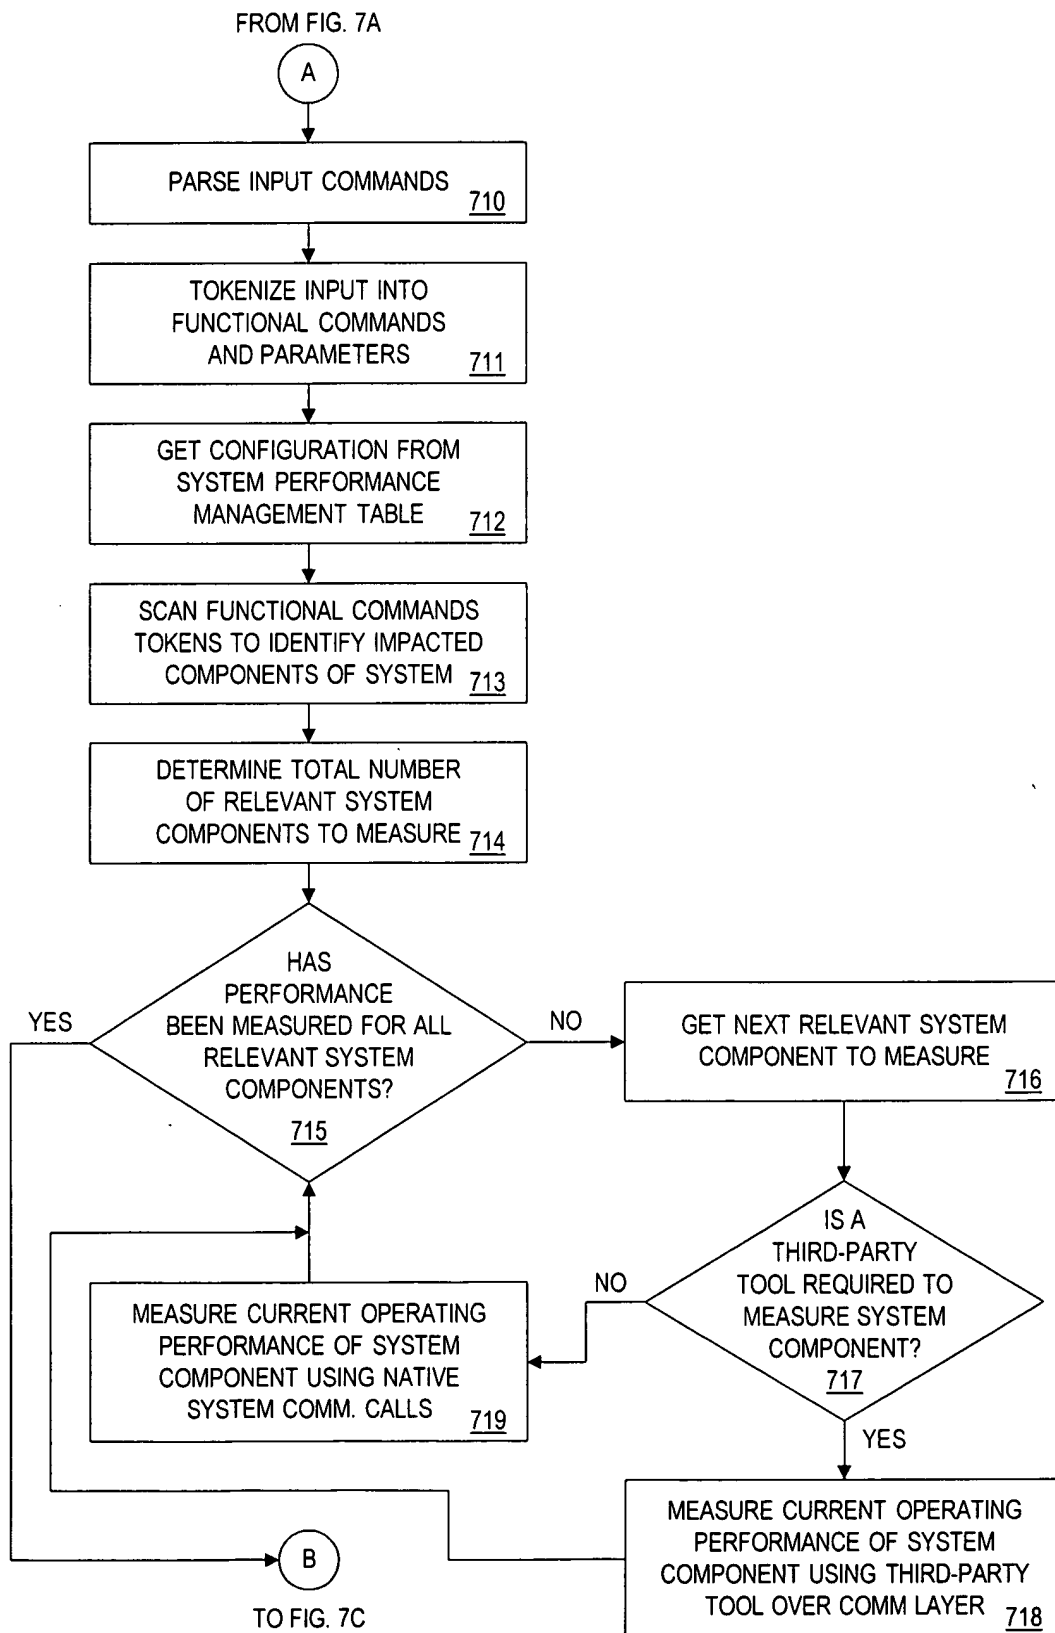 FROM FIG. 7A
A
PARSE INPUT COMMANDS
710
TOKENIZE INPUT INTO
FUNCTIONAL COMMANDS
AND PARAMETERS
711
GET CONFIGURATION FROM
SYSTEM PERFORMANCE
MANAGEMENT TABLE
712
SCAN FUNCTIONAL COMMANDS
TOKENS TO IDENTIFY IMPACTED
COMPONENTS OF SYSTEM
713
DETERMINE TOTAL NUMBER
OF RELEVANT SYSTEM
COMPONENTS TO MEASURE
714
HAS
PERFORMANCE
BEEN MEASURED FOR ALL
RELEVANT SYSTEM
COMPONENTS?
715
YES
NO
GET NEXT RELEVANT SYSTEM
COMPONENT TO MEASURE
716
IS A
THIRD-PARTY
TOOL REQUIRED TO
MEASURE SYSTEM
COMPONENT?
717
NO
YES
MEASURE CURRENT OPERATING
PERFORMANCE OF SYSTEM
COMPONENT USING NATIVE
SYSTEM COMM. CALLS
719
MEASURE CURRENT OPERATING
PERFORMANCE OF SYSTEM
COMPONENT USING THIRD-PARTY
TOOL OVER COMM LAYER
718
B
TO FIG. 7C